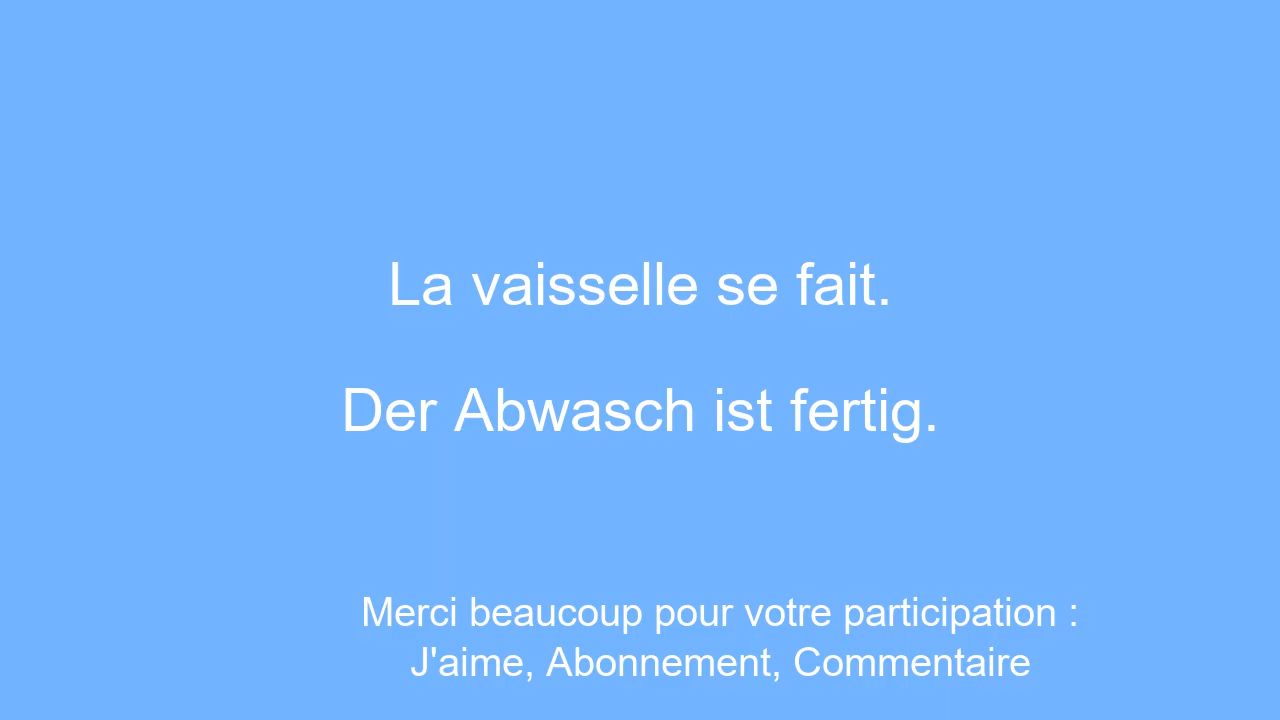 La vaisselle se fait.
Der Abwasch ist fertig.
Merci beaucoup pour votre participation :
J'aime, Abonnement, Commentaire